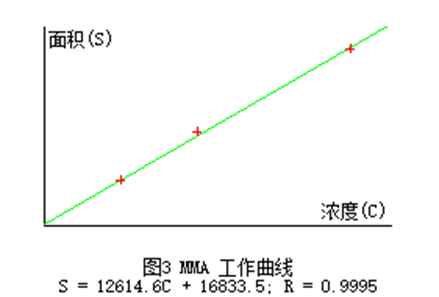 面积(S)
浓度(C)
图3 MMA 工作曲线
S = 12614.6C + 16833.5; R = 0.9995